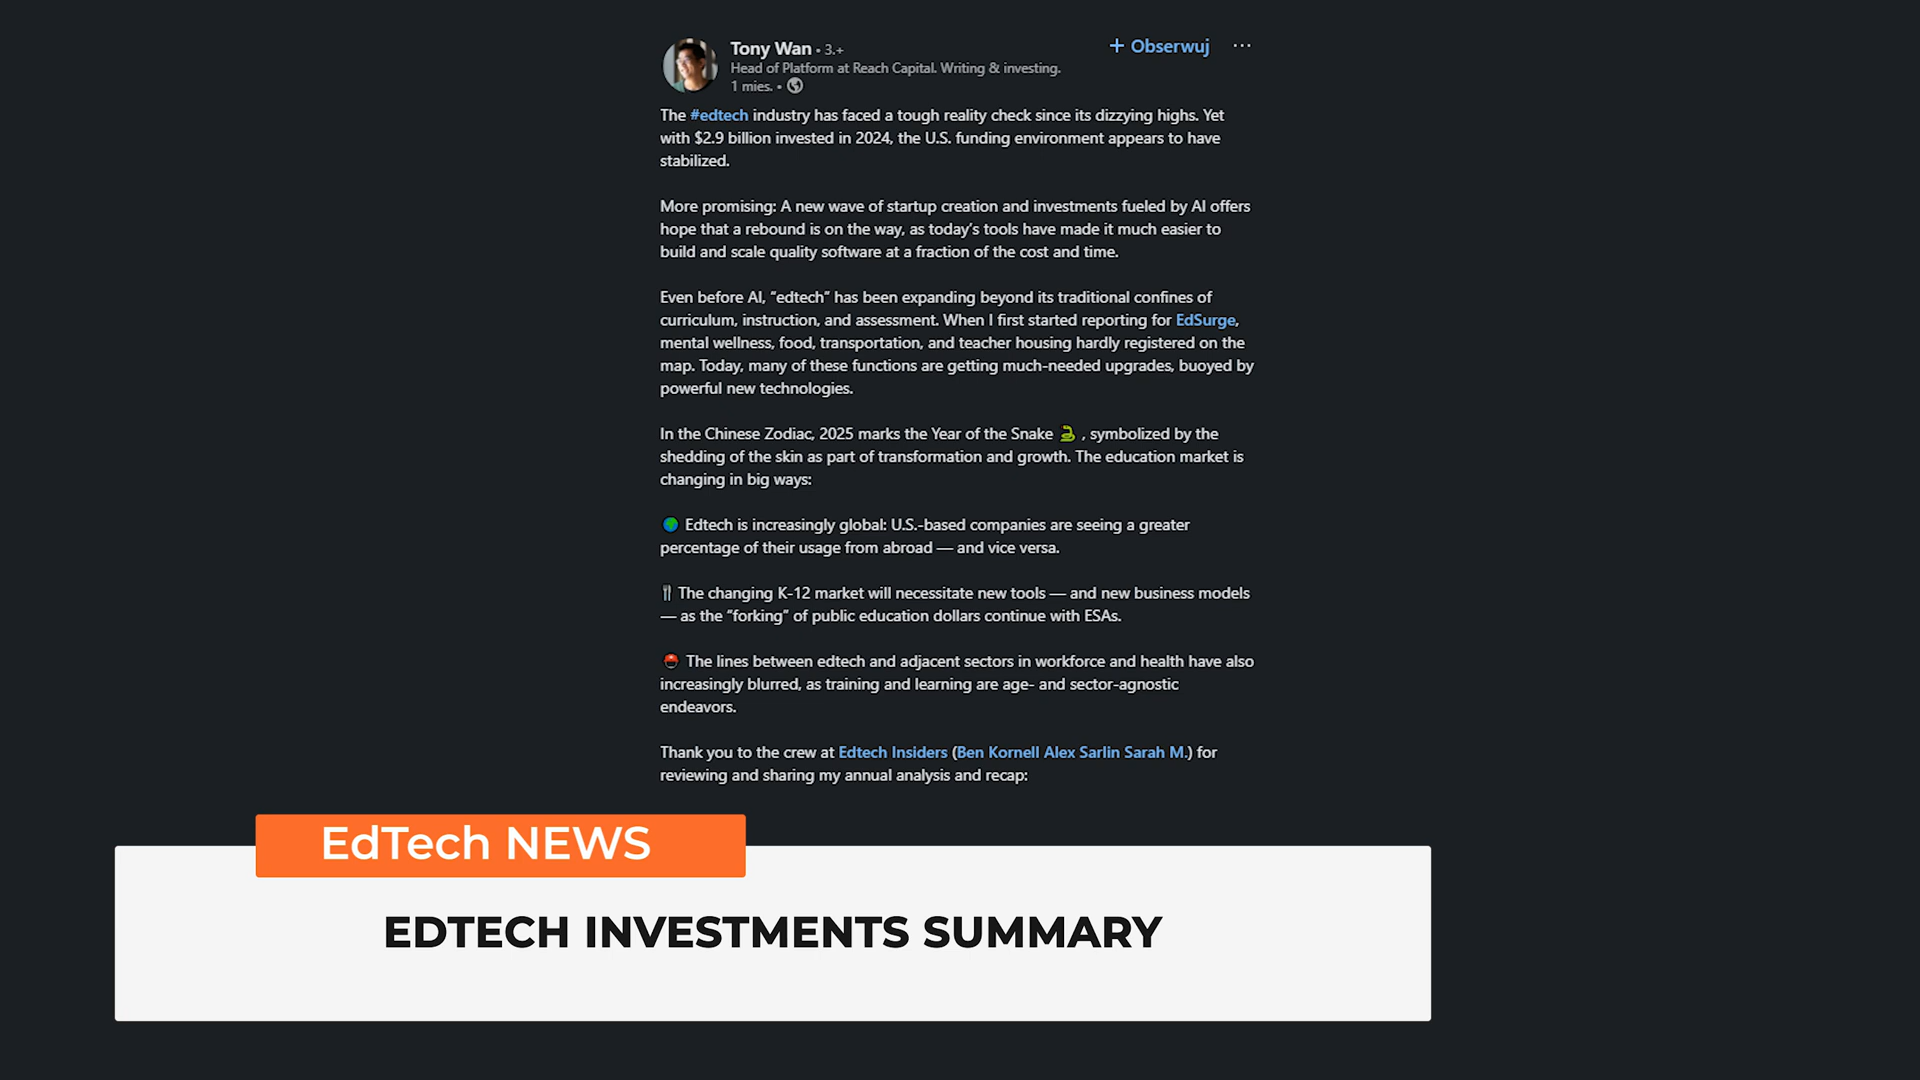 Tony Wan • 3.+
+ Obserwuj ···
Head of Platform at Reach Capital. Writing & investing.
1 mies. •
The #edtech industry has faced a tough reality check since its dizzying highs. Yet
with $2.9 billion invested in 2024, the U.S. funding environment appears to have
stabilized.
More promising: A new wave of startup creation and investments fueled by AI offers
hope that a rebound is on the way, as today’s tools have made it much easier to
build and scale quality software at a fraction of the cost and time.
Even before AI, “edtech” has been expanding beyond its traditional confines of
curriculum, instruction, and assessment. When I first started reporting for EdSurge,
mental wellness, food, transportation, and teacher housing hardly registered on the
map. Today, many of these functions are getting much-needed upgrades, buoyed by
powerful new technologies.
In the Chinese Zodiac, 2025 marks the Year of the Snake 🐍 , symbolized by the
shedding of the skin as part of transformation and growth. The education market is
changing in big ways:
🌍 Edtech is increasingly global: U.S.-based companies are seeing a greater
percentage of their usage from abroad — and vice versa.
🍴 The changing K-12 market will necessitate new tools — and new business models
— as the “forking” of public education dollars continue with ESAs.
⛑️ The lines between edtech and adjacent sectors in workforce and health have also
increasingly blurred, as training and learning are age- and sector-agnostic
endeavors.
Thank you to the crew at Edtech Insiders (Ben Kornell Alex Sarlin Sarah M.) for
reviewing and sharing my annual analysis and recap:
EdTech NEWS
EDTECH INVESTMENTS SUMMARY